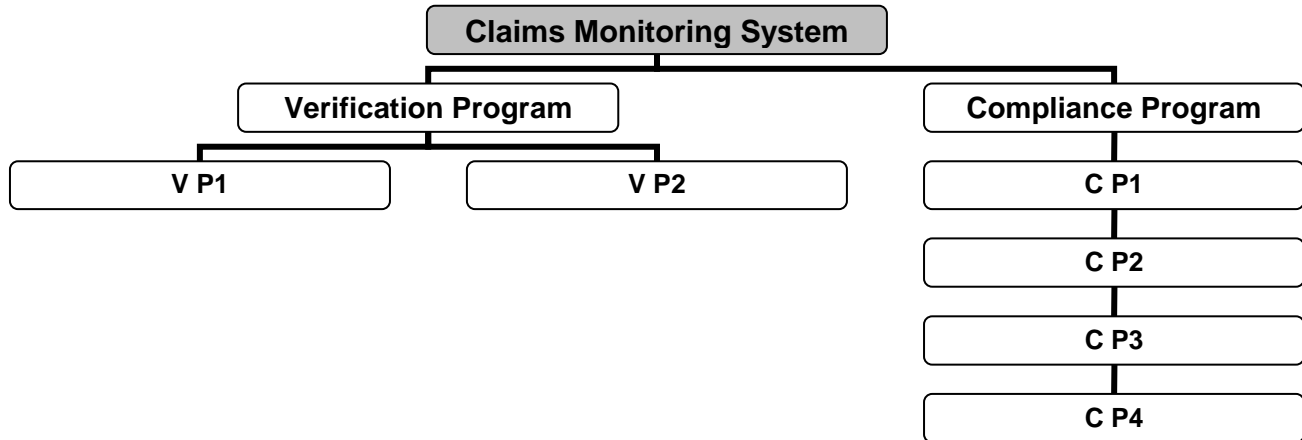 Claims Monitoring System
Verification Program
Compliance Program
V P1
V P2
C P1
C P2
C P3
C P4